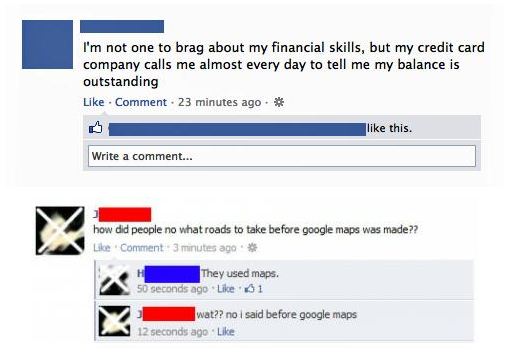 I'm not one to brag about my financial skills, but my credit card
company calls me almost every day to tell me my balance is
outstanding
Like · Comment · 23 minutes ago ·
like this.
Write a comment...
J
how did people no what roads to take before google maps was made??
Like · Comment · 3 minutes ago ·
H They used maps.
50 seconds ago · Like · 1
J wat?? no i said before google maps
12 seconds ago · Like